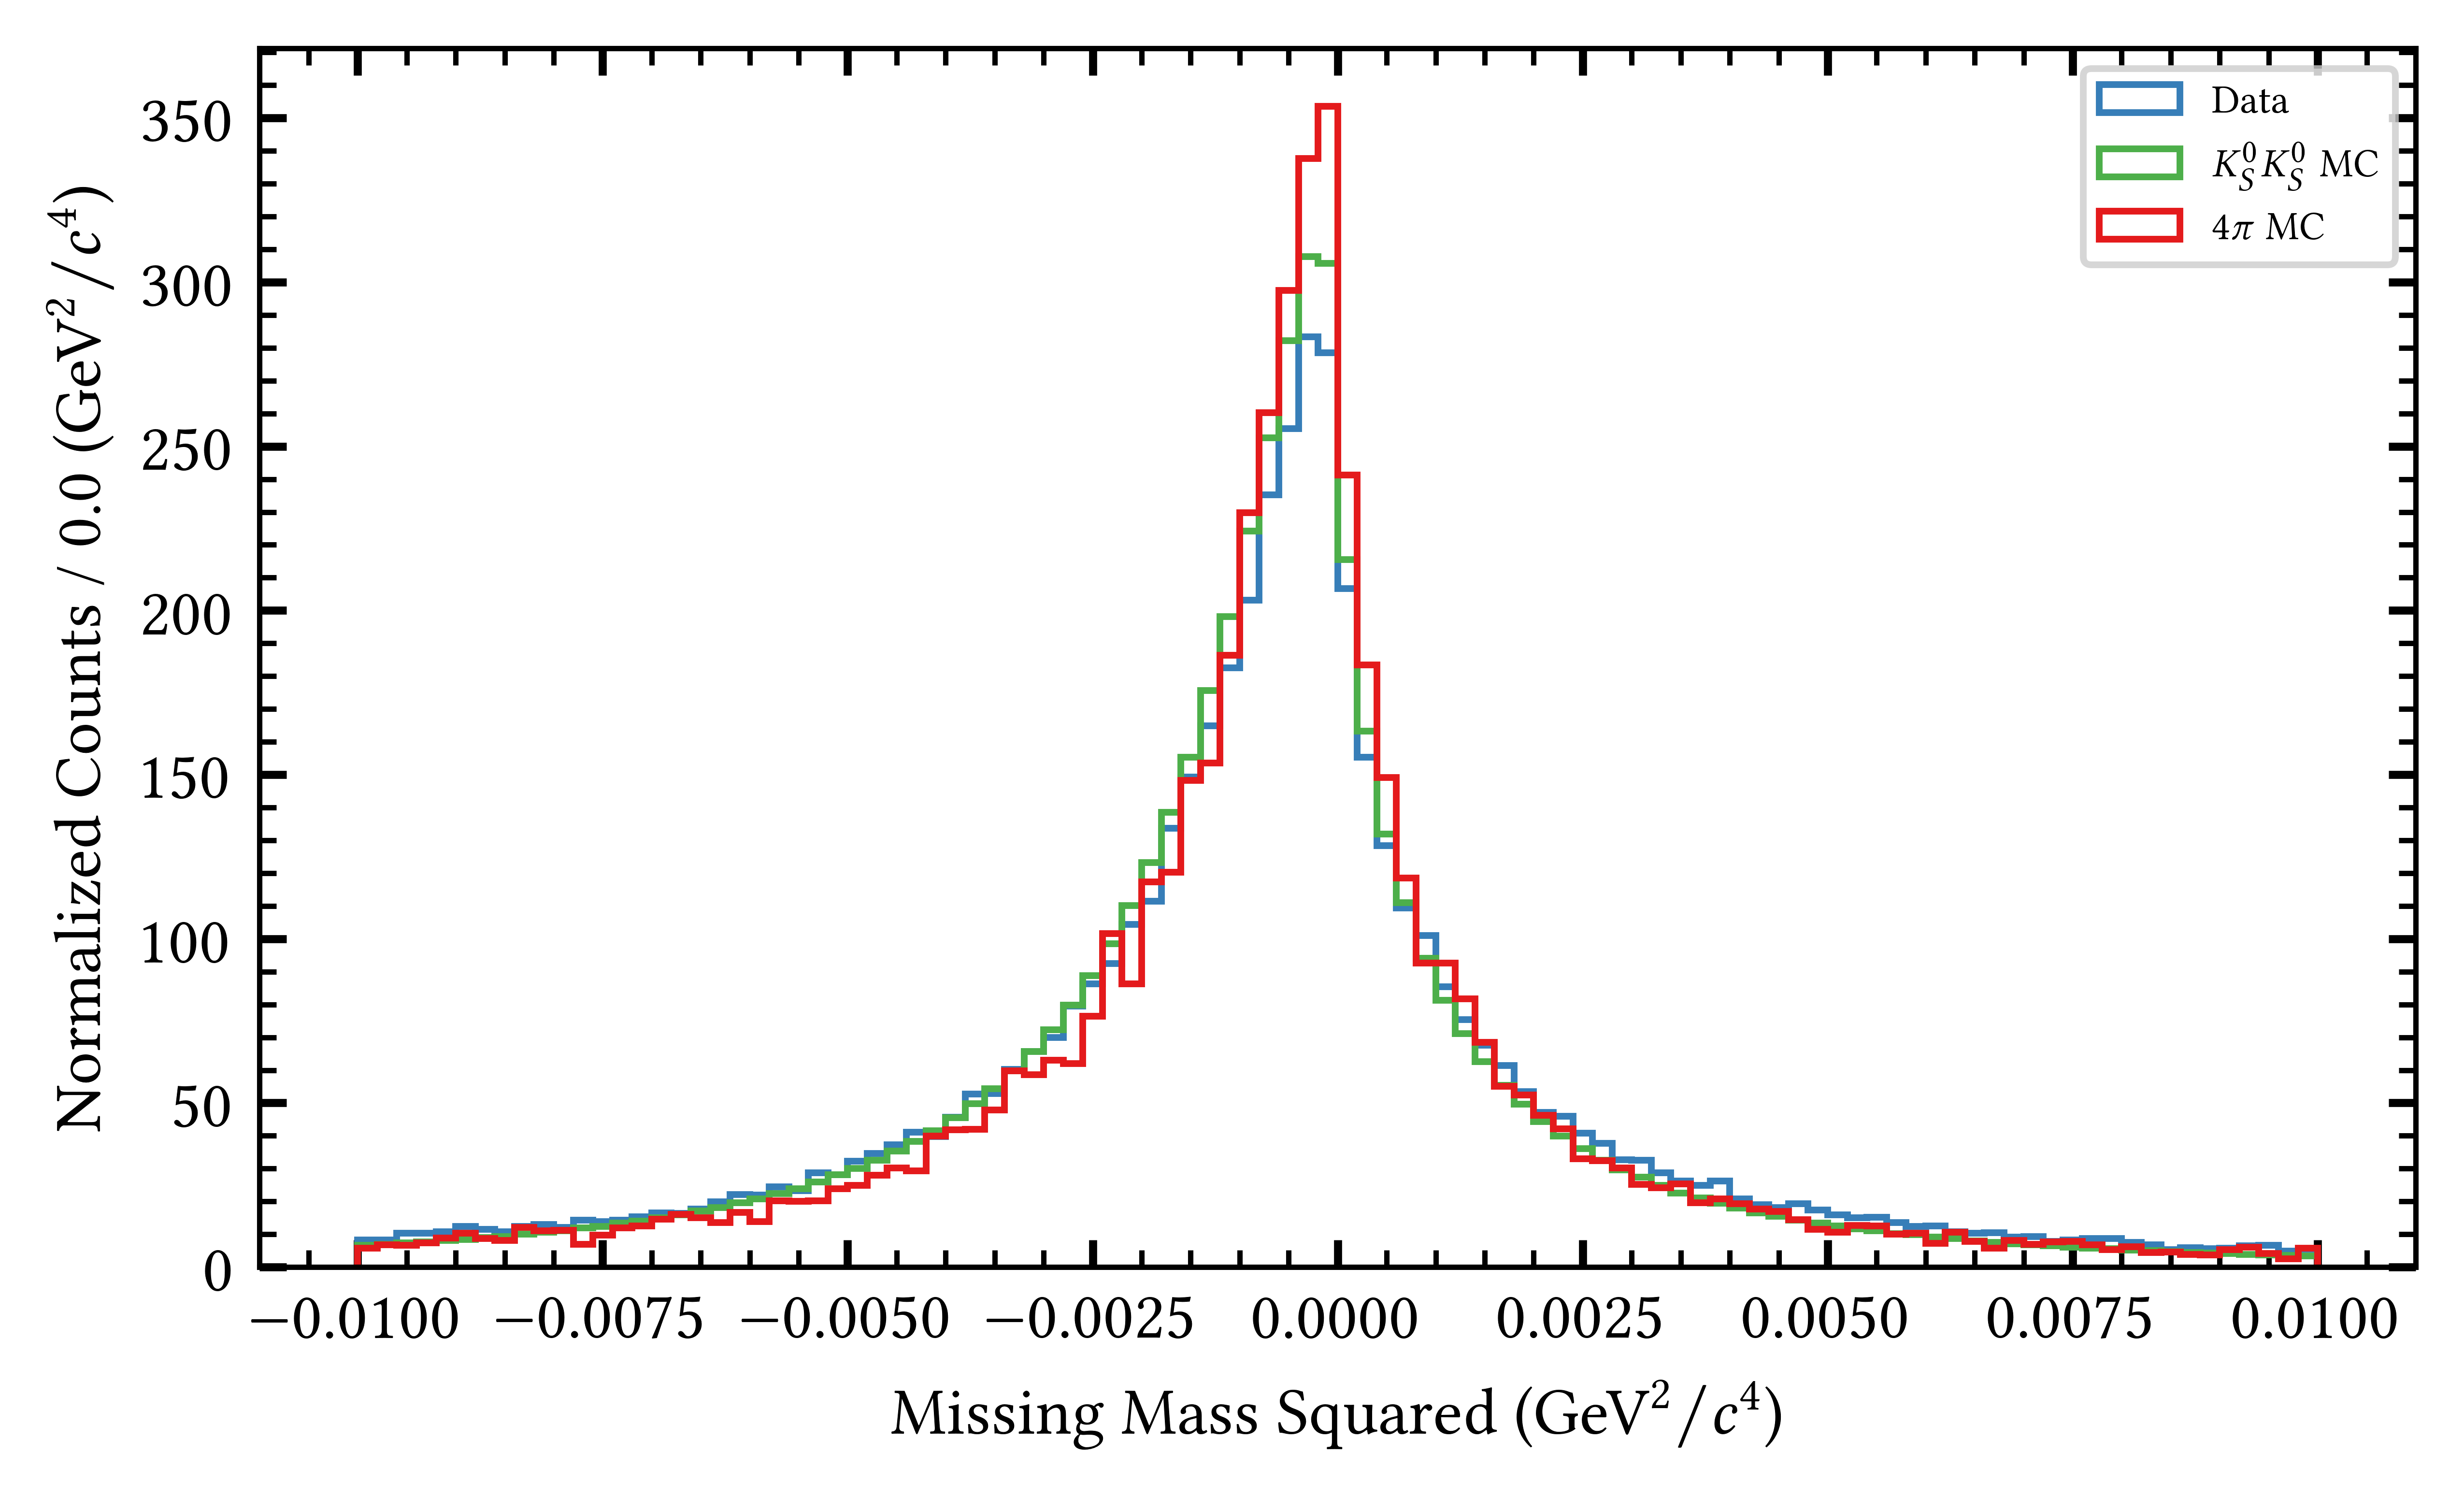 Normalized Counts / 0.0 (GeV²/c⁴)
350
300
250
200
150
100
50
0
Data
K_S^0 K_S^0 MC
4π MC
−0.0100 −0.0075 −0.0050 −0.0025 0.0000 0.0025 0.0050 0.0075 0.0100
Missing Mass Squared (GeV²/c⁴)